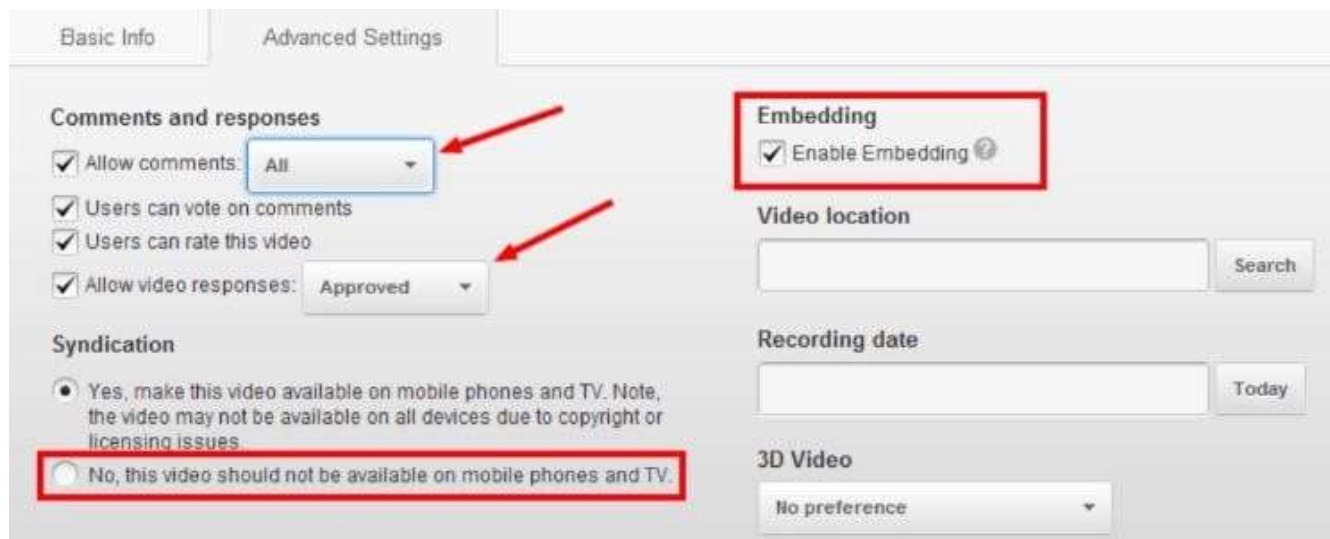 Basic Info
Advanced Settings
Comments and responses
Allow comments: All
Users can vote on comments
Users can rate this video
Allow video responses: Approved
Syndication
Yes, make this video available on mobile phones and TV. Note,
the video may not be available on all devices due to copyright or
licensing issues.
No, this video should not be available on mobile phones and TV.
Embedding
Enable Embedding ?
Video location
Search
Recording date
Today
3D Video
No preference